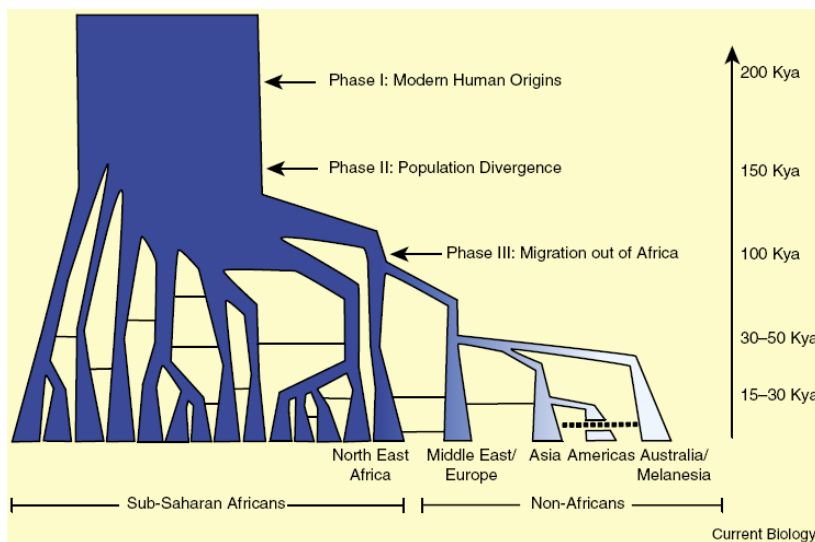 Phase I: Modern Human Origins
200 Kya
Phase II: Population Divergence
150 Kya
Phase III: Migration out of Africa
100 Kya
30–50 Kya
15–30 Kya
North East
Africa
Middle East/
Europe
Asia
Americas
Australia/
Melanesia
Sub-Saharan Africans
Non-Africans
Current Biology